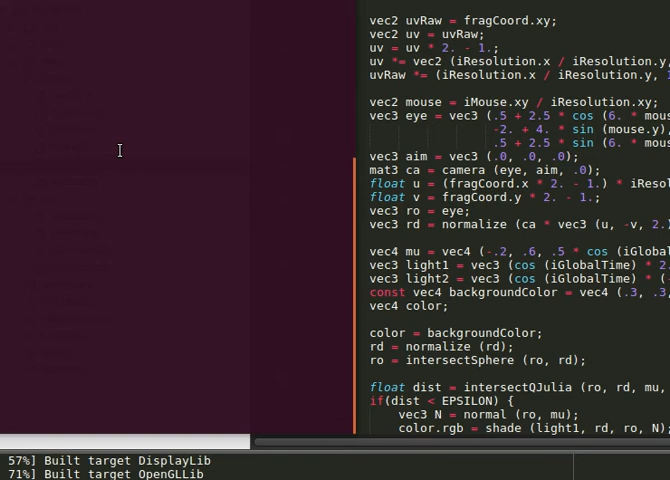 vec2 uvRaw = fragCoord.xy;
vec2 uv = uvRaw;
uv = uv * 2. - 1.;
uv *= vec2 (iResolution.x / iResolution.y,
uvRaw *= (iResolution.x / iResolution.y, 1
vec2 mouse = iMouse.xy / iResolution.xy;
vec3 eye = vec3 (.5 + 2.5 * cos (6. * mous
-2. + 4. * sin (mouse.y),
.5 + 2.5 * sin (6. * mous
vec3 aim = vec3 (.0, .0, .0);
mat3 ca = camera (eye, aim, .0);
float u = (fragCoord.x * 2. - 1.) * iResol
float v = fragCoord.y * 2. - 1.;
vec3 ro = eye;
vec3 rd = normalize (ca * vec3 (u, -v, 2.)
vec4 mu = vec4 (-.2, .6, .5 * cos (iGlobal
vec3 light1 = vec3 (cos (iGlobalTime) * 2.
vec3 light2 = vec3 (cos (iGlobalTime) * (-
const vec4 backgroundColor = vec4 (.3, .3,
vec4 color;
color = backgroundColor;
rd = normalize (rd);
ro = intersectSphere (ro, rd);
float dist = intersectQJulia (ro, rd, mu,
if(dist < EPSILON) {
vec3 N = normal (ro, mu);
color.rgb = shade (light1, rd, ro, N);
57%] Built target DisplayLib
71%] Built target OpenGLLib